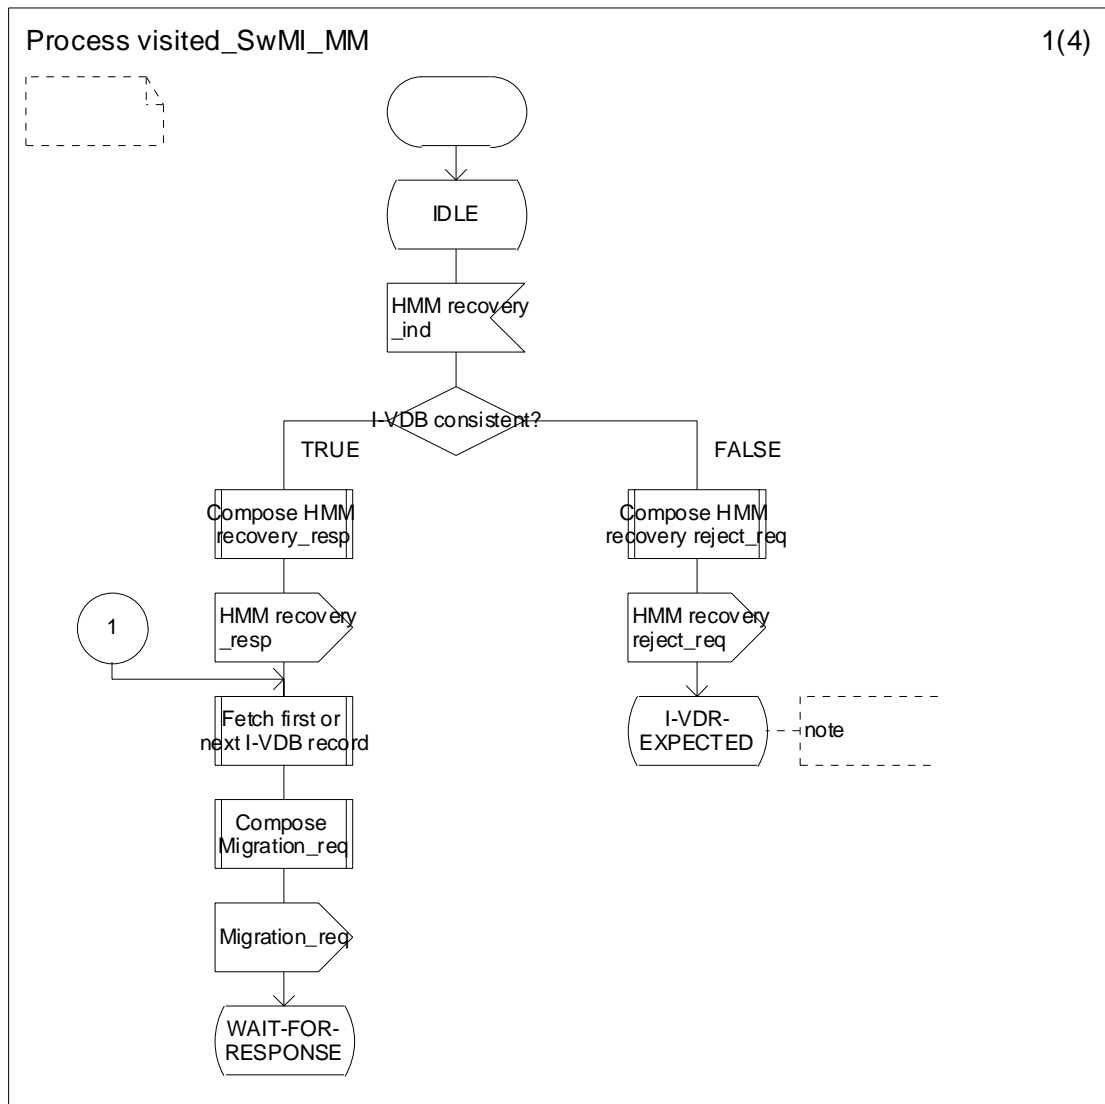 Process visited_SwMI_MM
1(4)
IDLE
HMM recovery
_ind
I-VDB consistent?
TRUE
FALSE
Compose HMM
recovery_resp
Compose HMM
recovery reject_req
HMM recovery
_resp
HMM recovery
reject_req
1
Fetch first or
next I-VDB record
I-VDR-
EXPECTED
note
Compose
Migration_req
Migration_req
WAIT-FOR-
RESPONSE